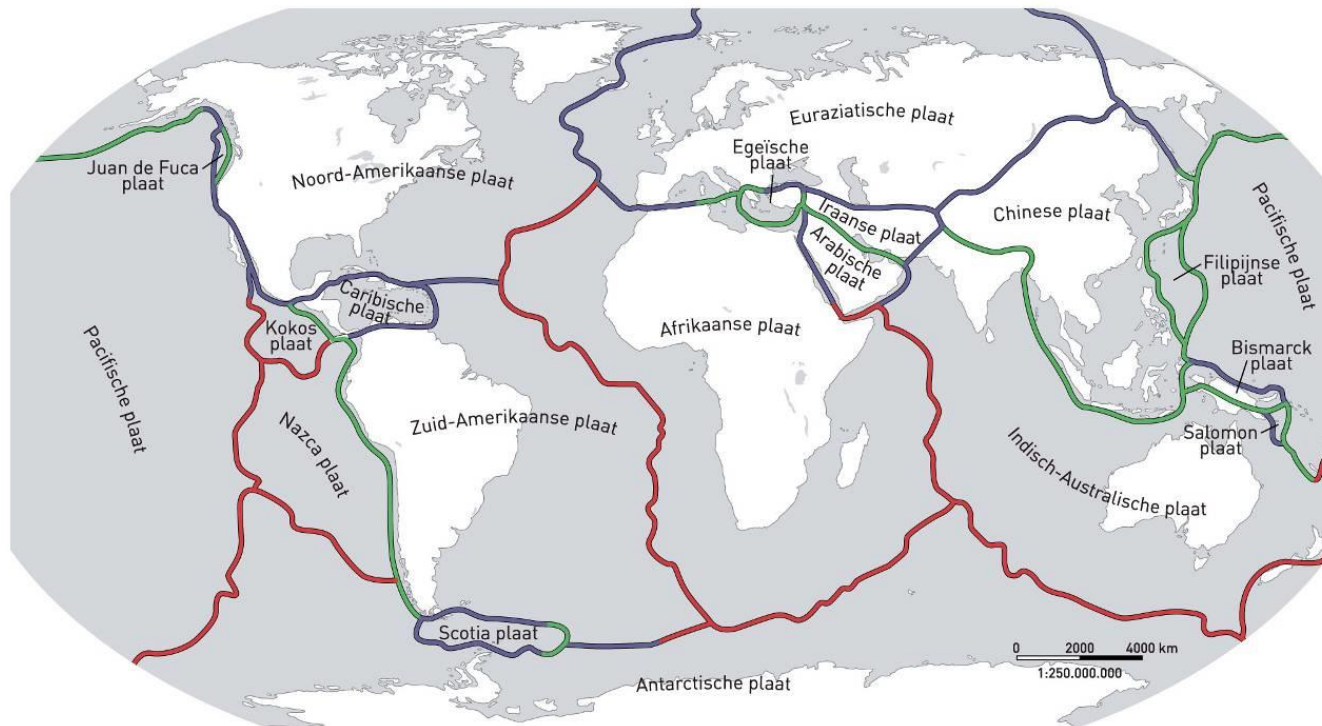 Euraziatische plaat
Egeïsche
plaat
Juan de Fuca
plaat
Noord-Amerikaanse plaat
Iraanse plaat
Chinese plaat
Pacifische plaat
Arabische
plaat
Filipijnse
plaat
Caribische
plaat
Kokos
plaat
Afrikaanse plaat
Bismarck
plaat
Pacifische plaat
Zuid-Amerikaanse plaat
Nazca plaat
Salomon
plaat
Indisch-Australische plaat
Scotia plaat
0 2000 4000 km
1:250.000.000
Antarctische plaat